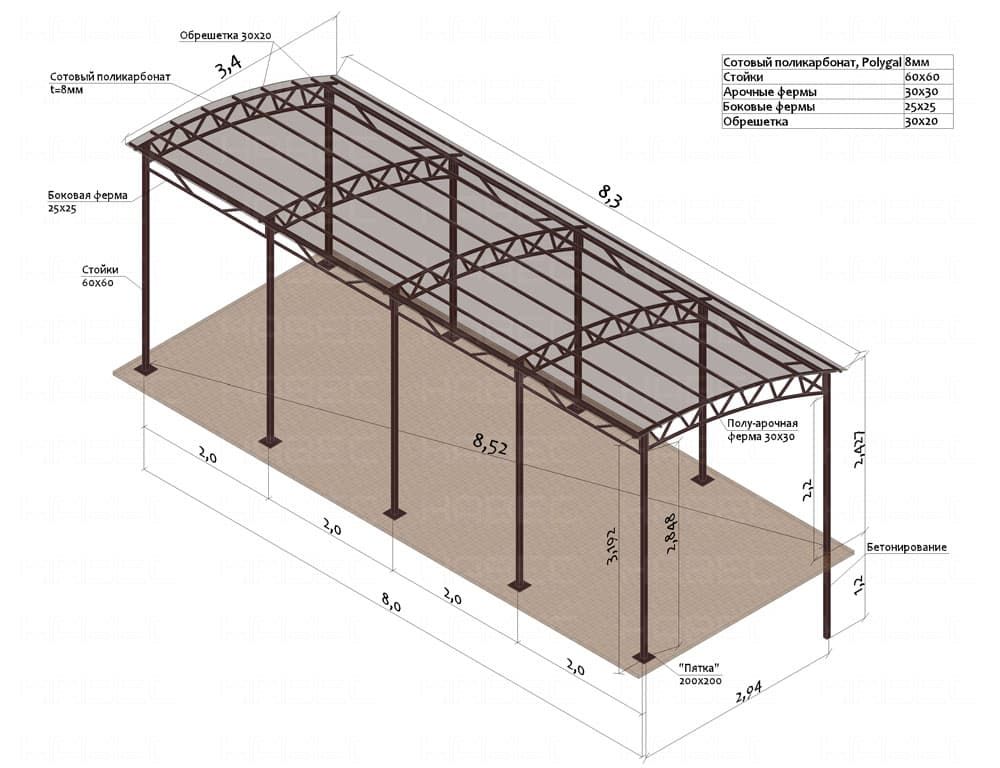 Обрешетка 30х20
3,4
Сотовый поликарбонат
t=8мм
Сотовый поликарбонат, Polygal 8мм
Стойки 60х60
Арочные фермы 30х30
Боковые фермы 25х25
Обрешетка 30х20
8,3
Боковая ферма
25х25
Стойки
60х60
Полу-арочная
ферма 30х30
8,52
2,427
2,2
2,0
3,192
2,848
2,0
Бетонирование
1,2
8,0
2,0
2,0
"Пятка"
200х200
2,94